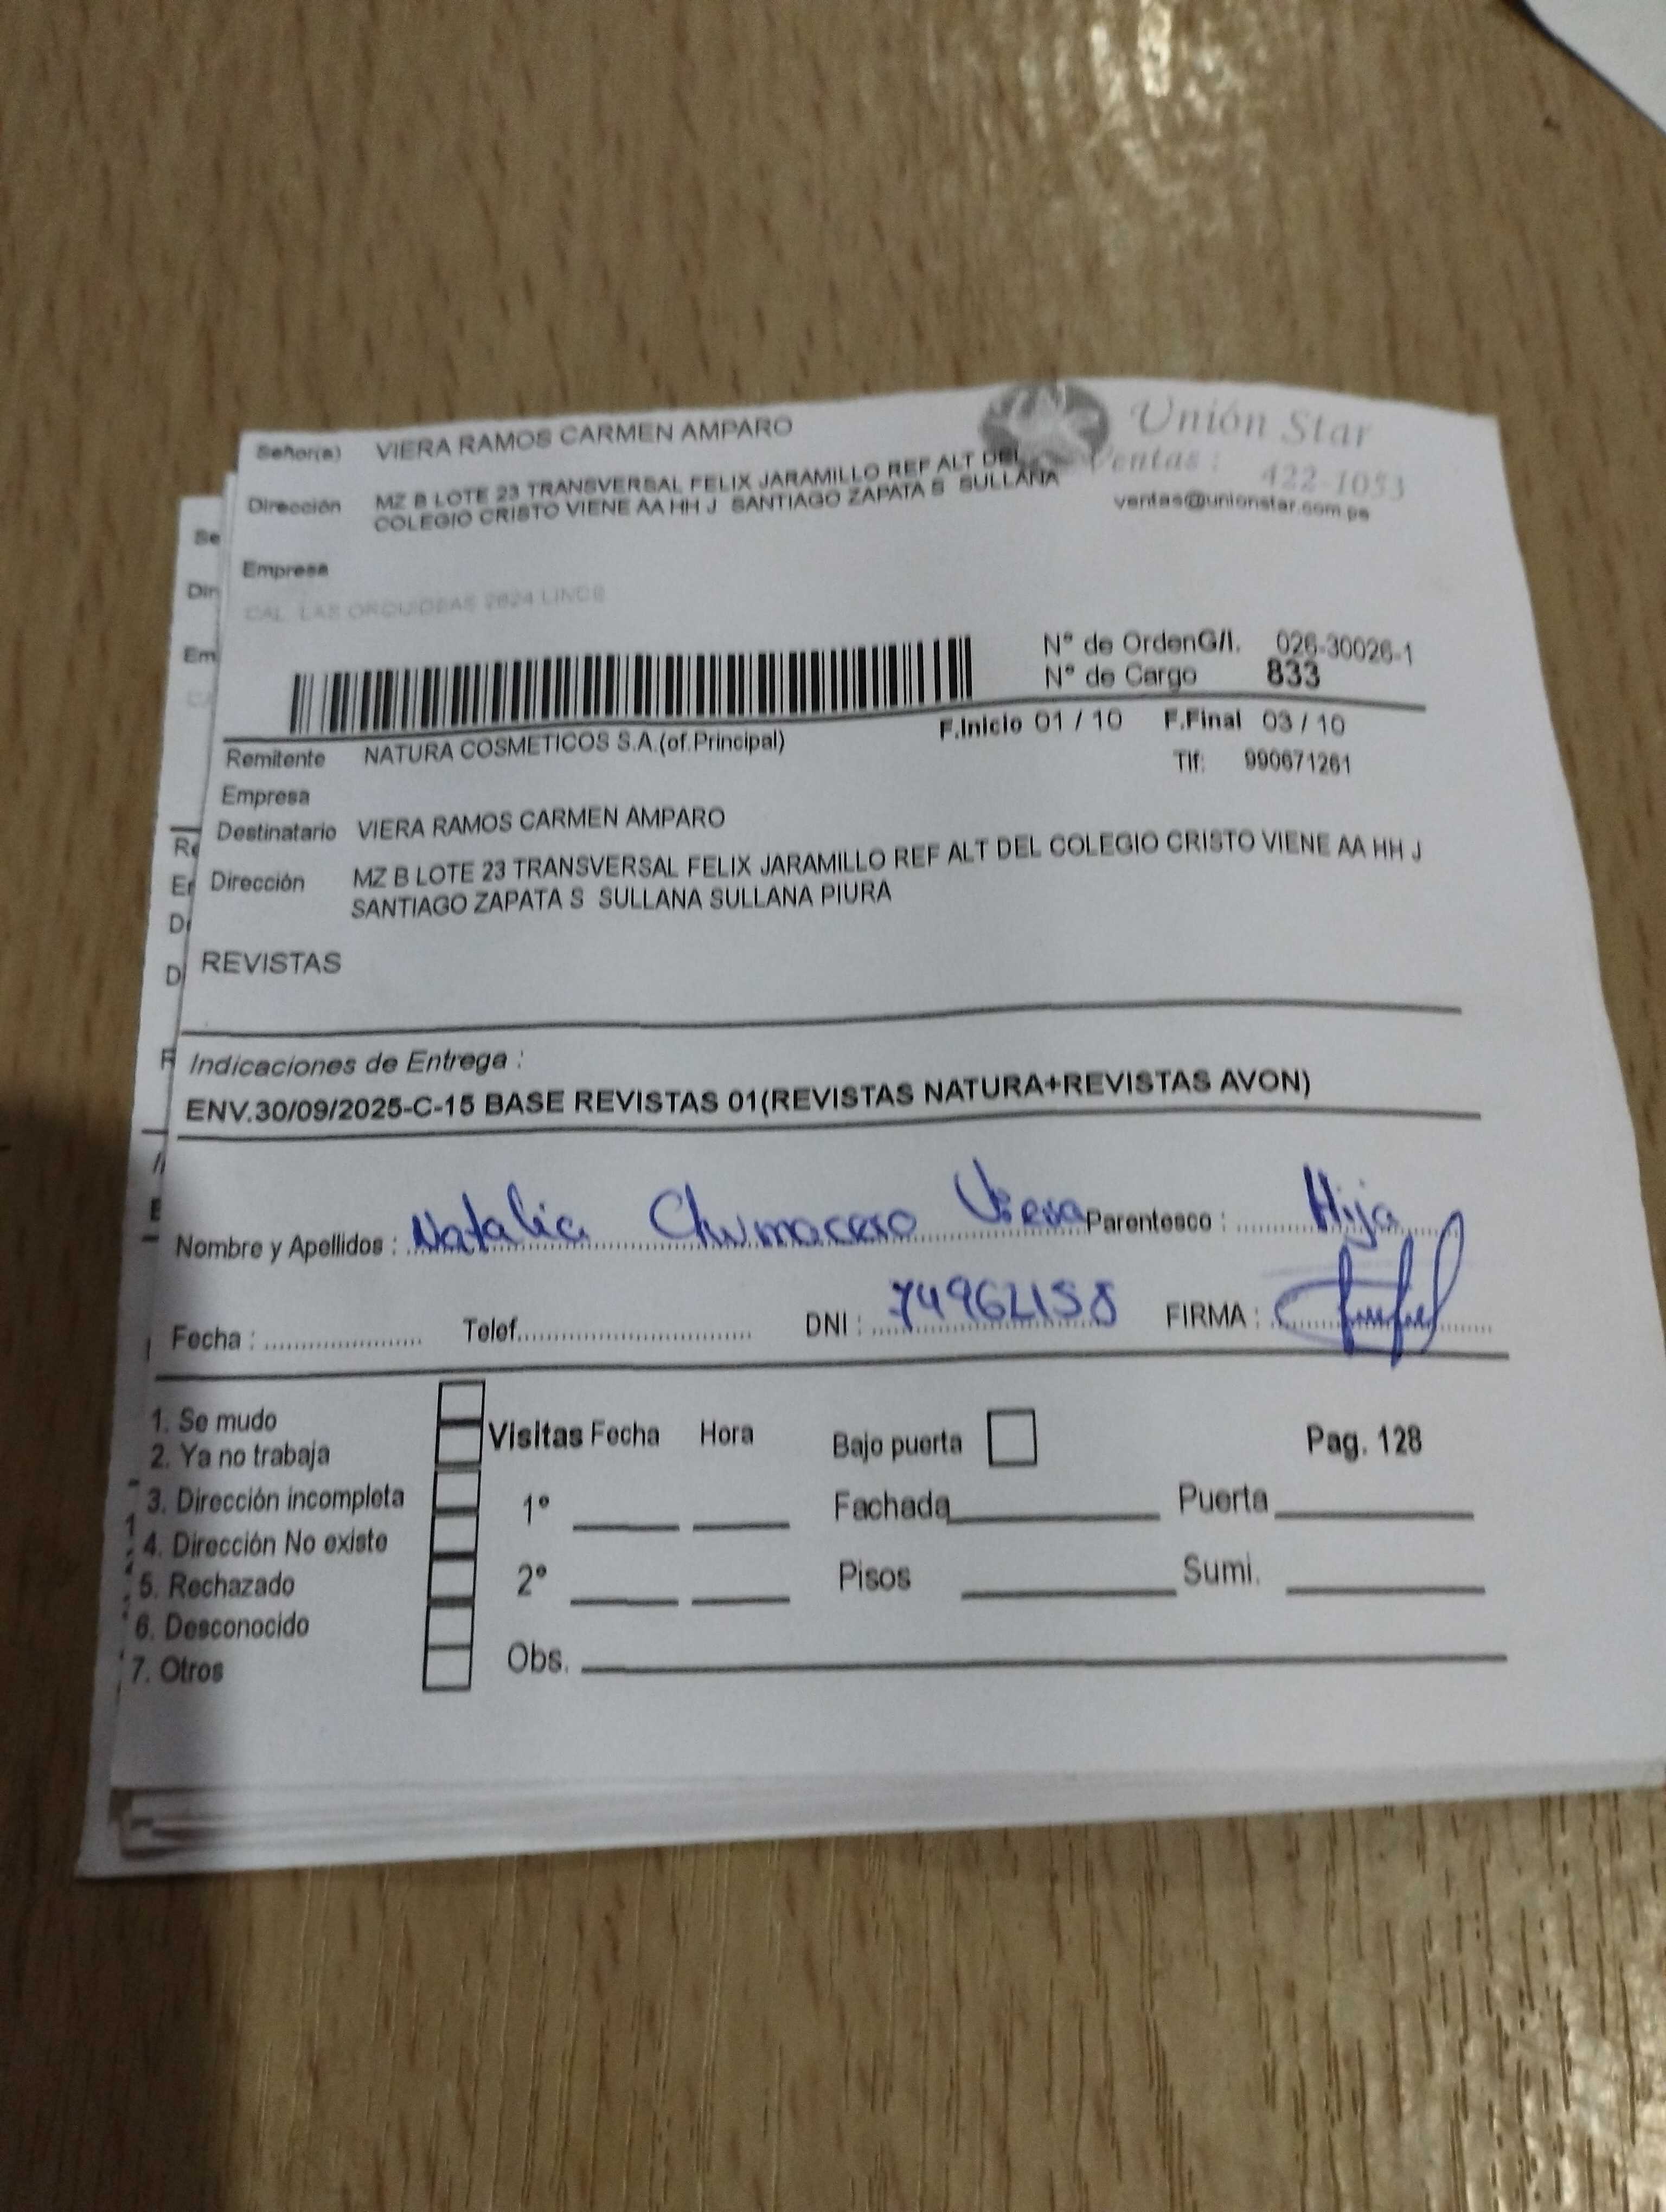 Señor(a) VIERA RAMOS CARMEN AMPARO
Unión Star
Ventas : 422-1053
ventas@unionstar.com.pe
Dirección MZ B LOTE 23 TRANSVERSAL FELIX JARAMILLO REF ALT DEL
COLEGIO CRISTO VIENE AA HH J SANTIAGO ZAPATA S SULLANA
Empresa
CAL. LAS ORQUIDEAS 2624 LINCE
N° de OrdenG/I. 026-30026-1
N° de Cargo 833
F.Inicio 01 / 10 F.Final 03 / 10
Remitente NATURA COSMETICOS S.A.(of.Principal)
Tlf: 990671261
Empresa
Destinatario VIERA RAMOS CARMEN AMPARO
Dirección MZ B LOTE 23 TRANSVERSAL FELIX JARAMILLO REF ALT DEL COLEGIO CRISTO VIENE AA HH J
SANTIAGO ZAPATA S SULLANA SULLANA PIURA
REVISTAS
Indicaciones de Entrega :
ENV.30/09/2025-C-15 BASE REVISTAS 01(REVISTAS NATURA+REVISTAS AVON)
Nombre y Apellidos : Natalia Chumacero Viera Parentesco : Hija
Fecha : Telef. DNI : 74962158 FIRMA :
1. Se mudo
2. Ya no trabaja
3. Dirección incompleta
4. Dirección No existe
5. Rechazado
6. Desconocido
7. Otros
Visitas Fecha Hora
1°
2°
Obs.
Bajo puerta
Pag. 128
Fachada Puerta
Pisos Sumi.